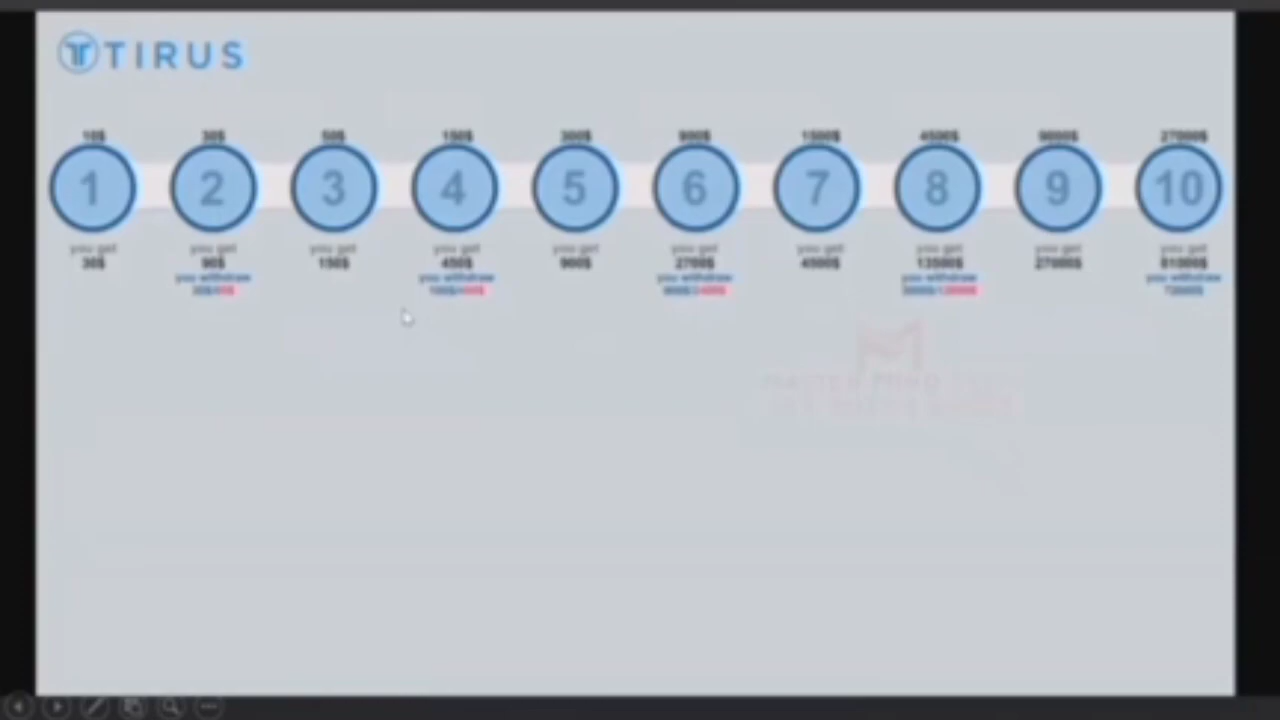 TIRUS
10$ 30$ 50$ 150$ 300$ 900$ 1500$ 4500$ 9000$ 27000$
1 2 3 4 5 6 7 8 9 10
you get you get you get you get you get you get you get you get you get you get
30$ 90$ 150$ 450$ 900$ 2700$ 4500$ 13500$ 27000$ 81000$
you withdraw you withdraw you withdraw you withdraw you withdraw